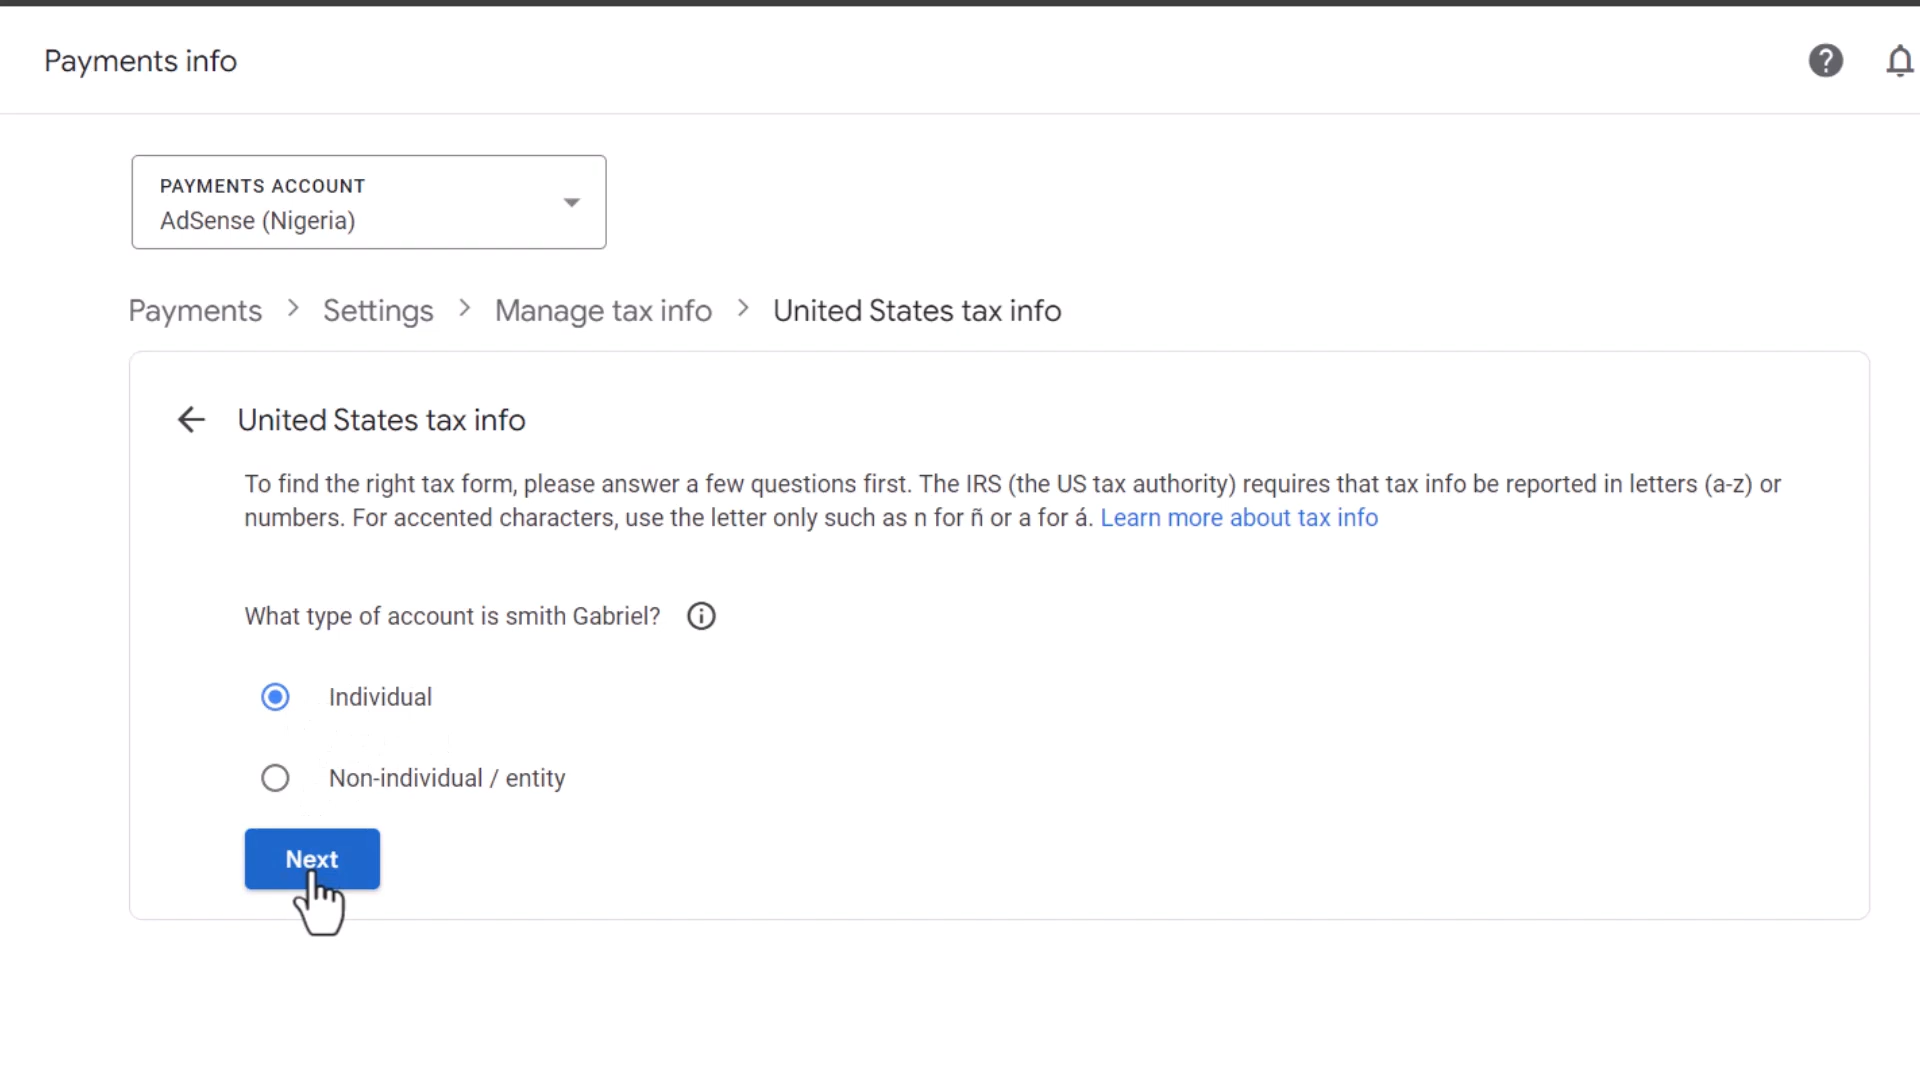 Payments info
PAYMENTS ACCOUNT
AdSense (Nigeria)
Payments > Settings > Manage tax info > United States tax info
United States tax info
To find the right tax form, please answer a few questions first. The IRS (the US tax authority) requires that tax info be reported in letters (a-z) or
numbers. For accented characters, use the letter only such as n for ñ or a for á. Learn more about tax info
What type of account is smith Gabriel?
Individual
Non-individual / entity
Next